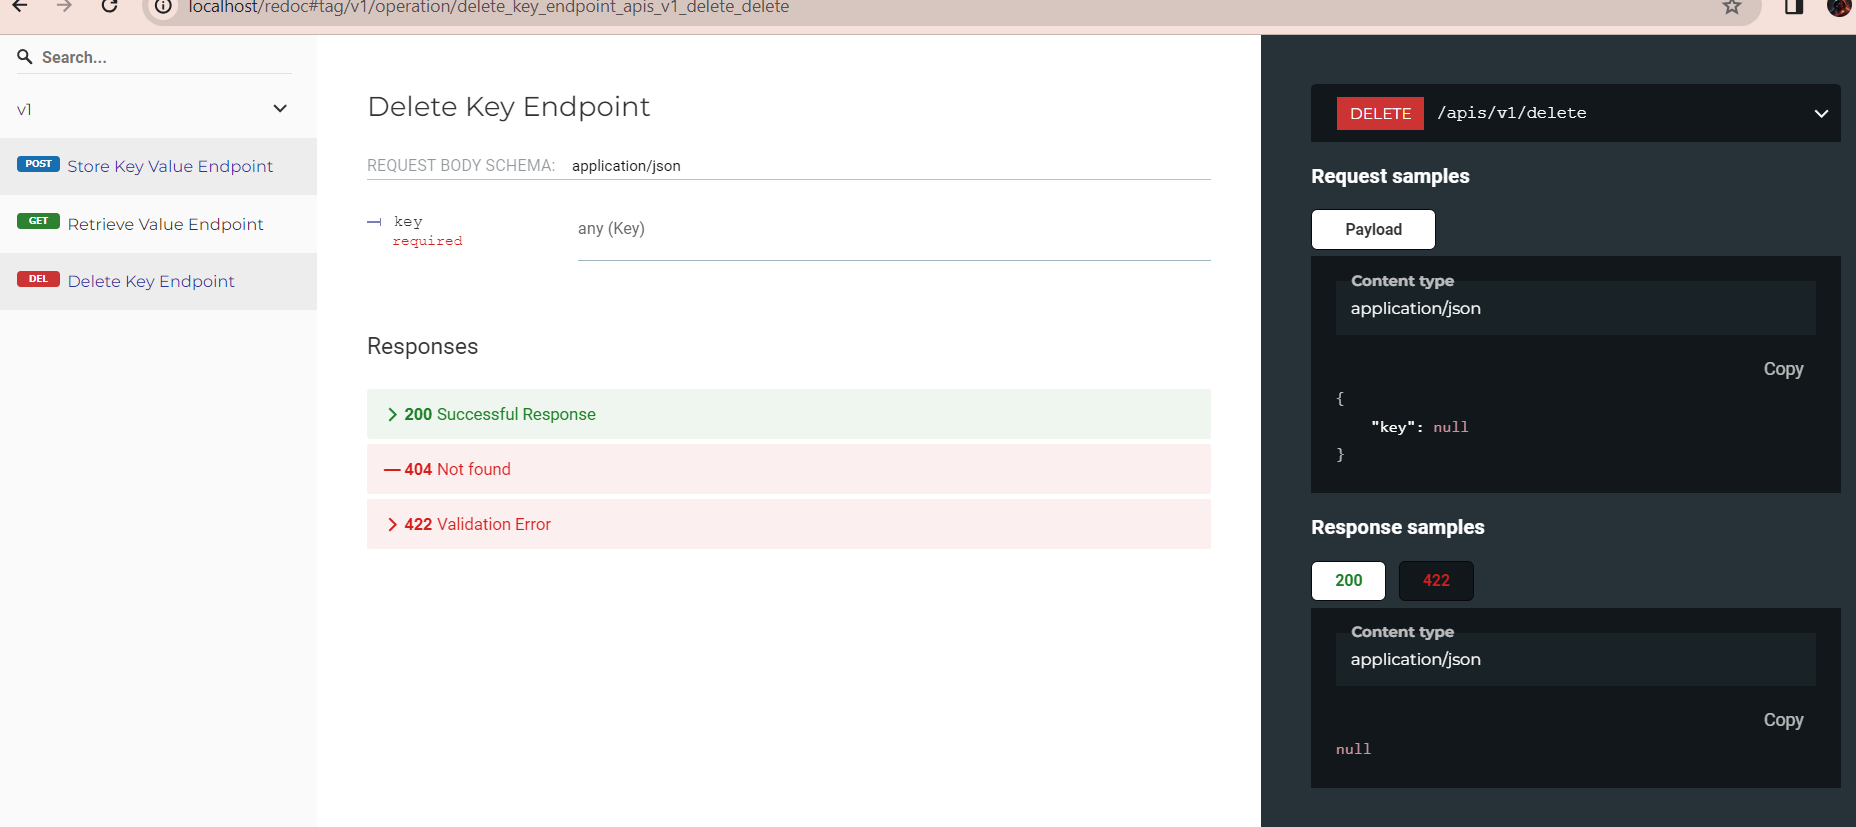 localhost/redoc#tag/v1/operation/delete_key_endpoint_apis_v1_delete_delete
Search...
v1
POST Store Key Value Endpoint
GET Retrieve Value Endpoint
DEL Delete Key Endpoint
Delete Key Endpoint
REQUEST BODY SCHEMA: application/json
key
required
any (Key)
Responses
200 Successful Response
404 Not found
422 Validation Error
DELETE /apis/v1/delete
Request samples
Payload
Content type
application/json
Copy
{
"key": null
}
Response samples
200 422
Content type
application/json
Copy
null